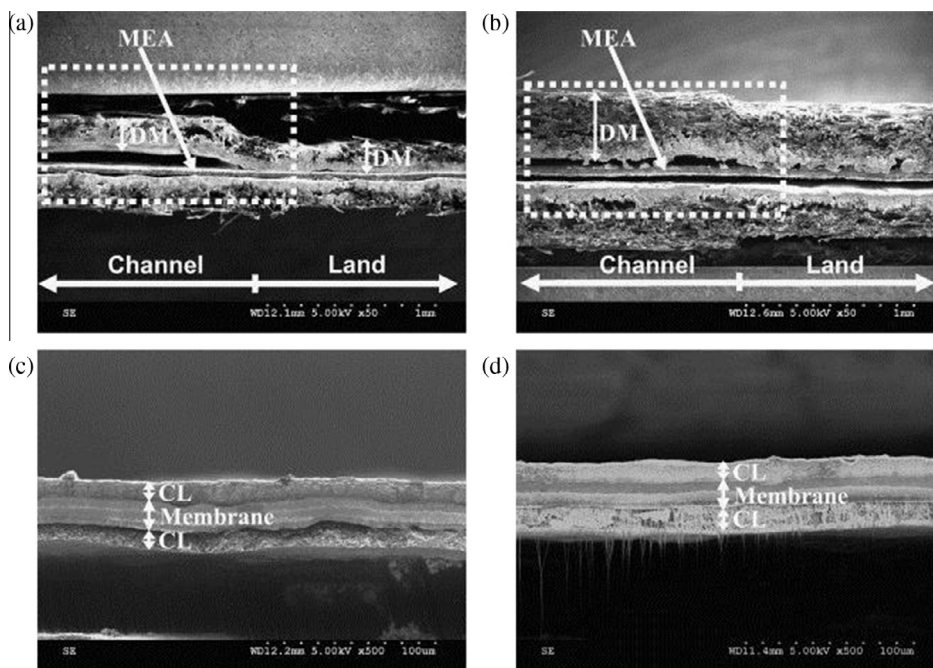 (a)
MEA
DM
DM
Channel
Land
SE
WD12.1mm 5.00kV x50
1mm
(b)
MEA
DM
Channel
Land
SE
WD12.6mm 5.00kV x50
1mm
(c)
CL
Membrane
CL
SE
WD12.2mm 5.00kV x500
100um
(d)
CL
Membrane
CL
SE
WD11.4mm 5.00kV x500
100um